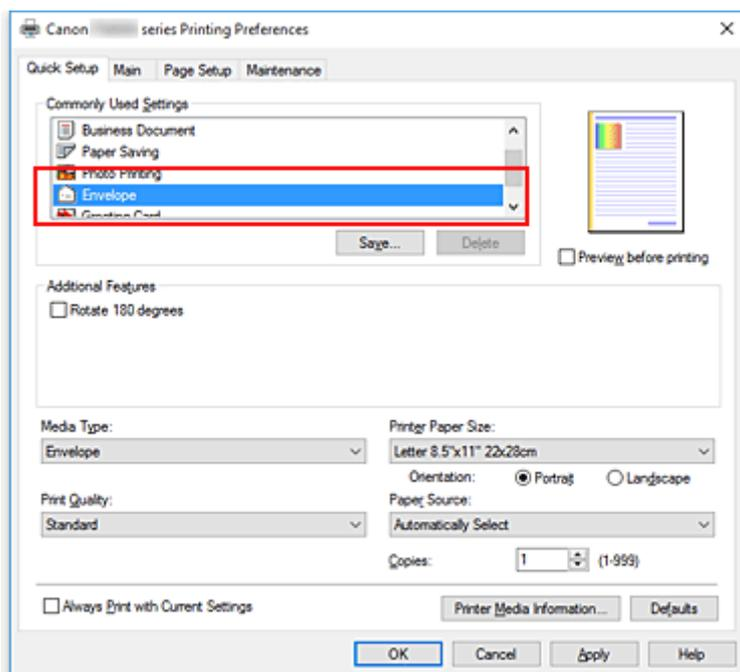 Canon series Printing Preferences
Quick Setup Main Page Setup Maintenance
Commonly Used Settings
Business Document
Paper Saving
Photo Printing
Envelope
Greeting Card
Save... Delete
Preview before printing
Additional Features
Rotate 180 degrees
Media Type: Printer Paper Size:
Envelope Letter 8.5"x11" 22x28cm
Orientation: Portrait Landscape
Print Quality: Paper Source:
Standard Automatically Select
Copies: 1 (1-999)
Always Print with Current Settings Printer Media Information... Defaults
OK Cancel Apply Help